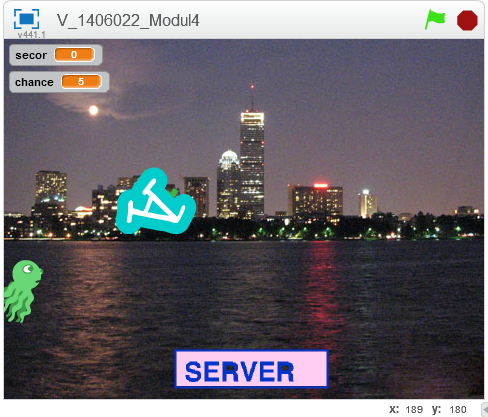 V_1406022_Modul4
v441.1
secor 0
chance 5
A
SERVER
x: 189 y: 180